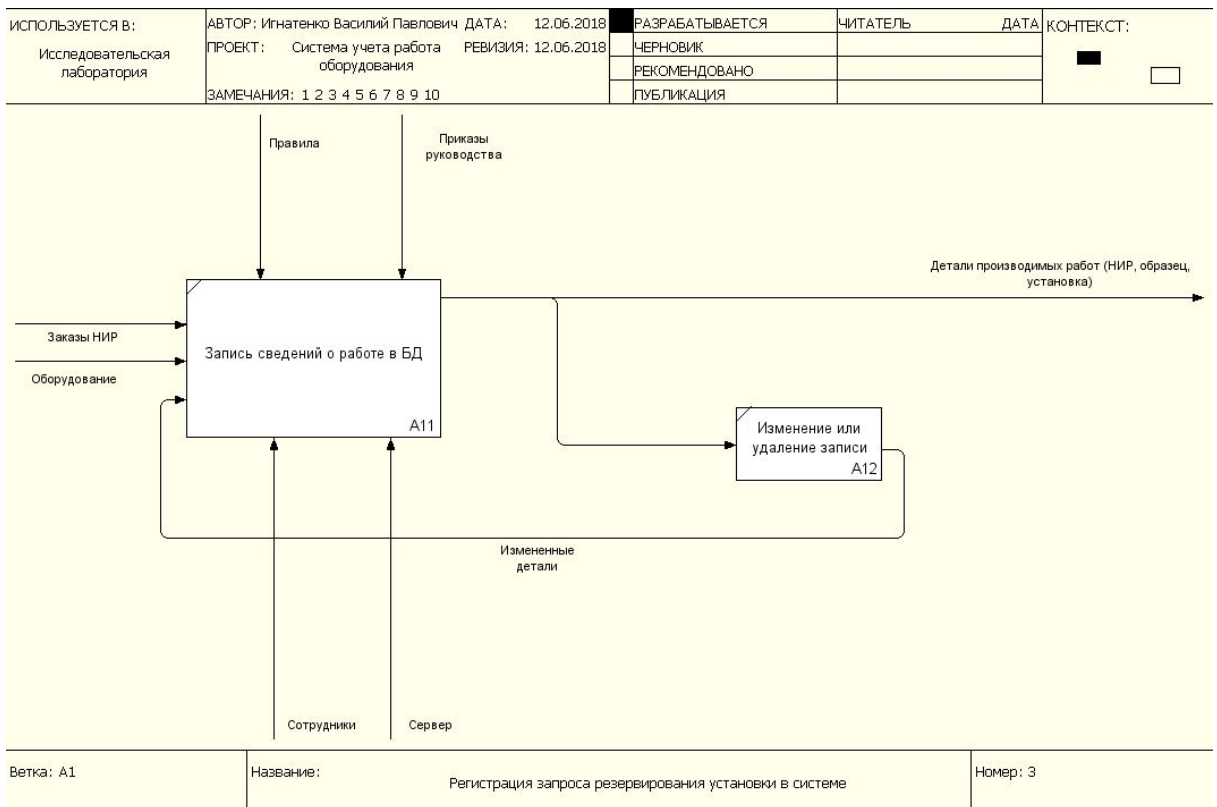 ИСПОЛЬЗУЕТСЯ В:
Исследовательская
лаборатория
АВТОР: Игнатенко Василий Павлович ДАТА: 12.06.2018
ПРОЕКТ: Система учета работа РЕВИЗИЯ: 12.06.2018
оборудования
ЗАМЕЧАНИЯ: 1 2 3 4 5 6 7 8 9 10
РАЗРАБАТЫВАЕТСЯ
ЧЕРНОВИК
РЕКОМЕНДОВАНО
ПУБЛИКАЦИЯ
ЧИТАТЕЛЬ ДАТА
КОНТЕКСТ:
Правила
Приказы
руководства
Детали производимых работ (НИР, образец,
установка)
Заказы НИР
Оборудование
Запись сведений о работе в БД
A11
Изменение или
удаление записи
A12
Измененные
детали
Сотрудники
Сервер
Ветка: A1
Название:
Регистрация запроса резервирования установки в системе
Номер: 3